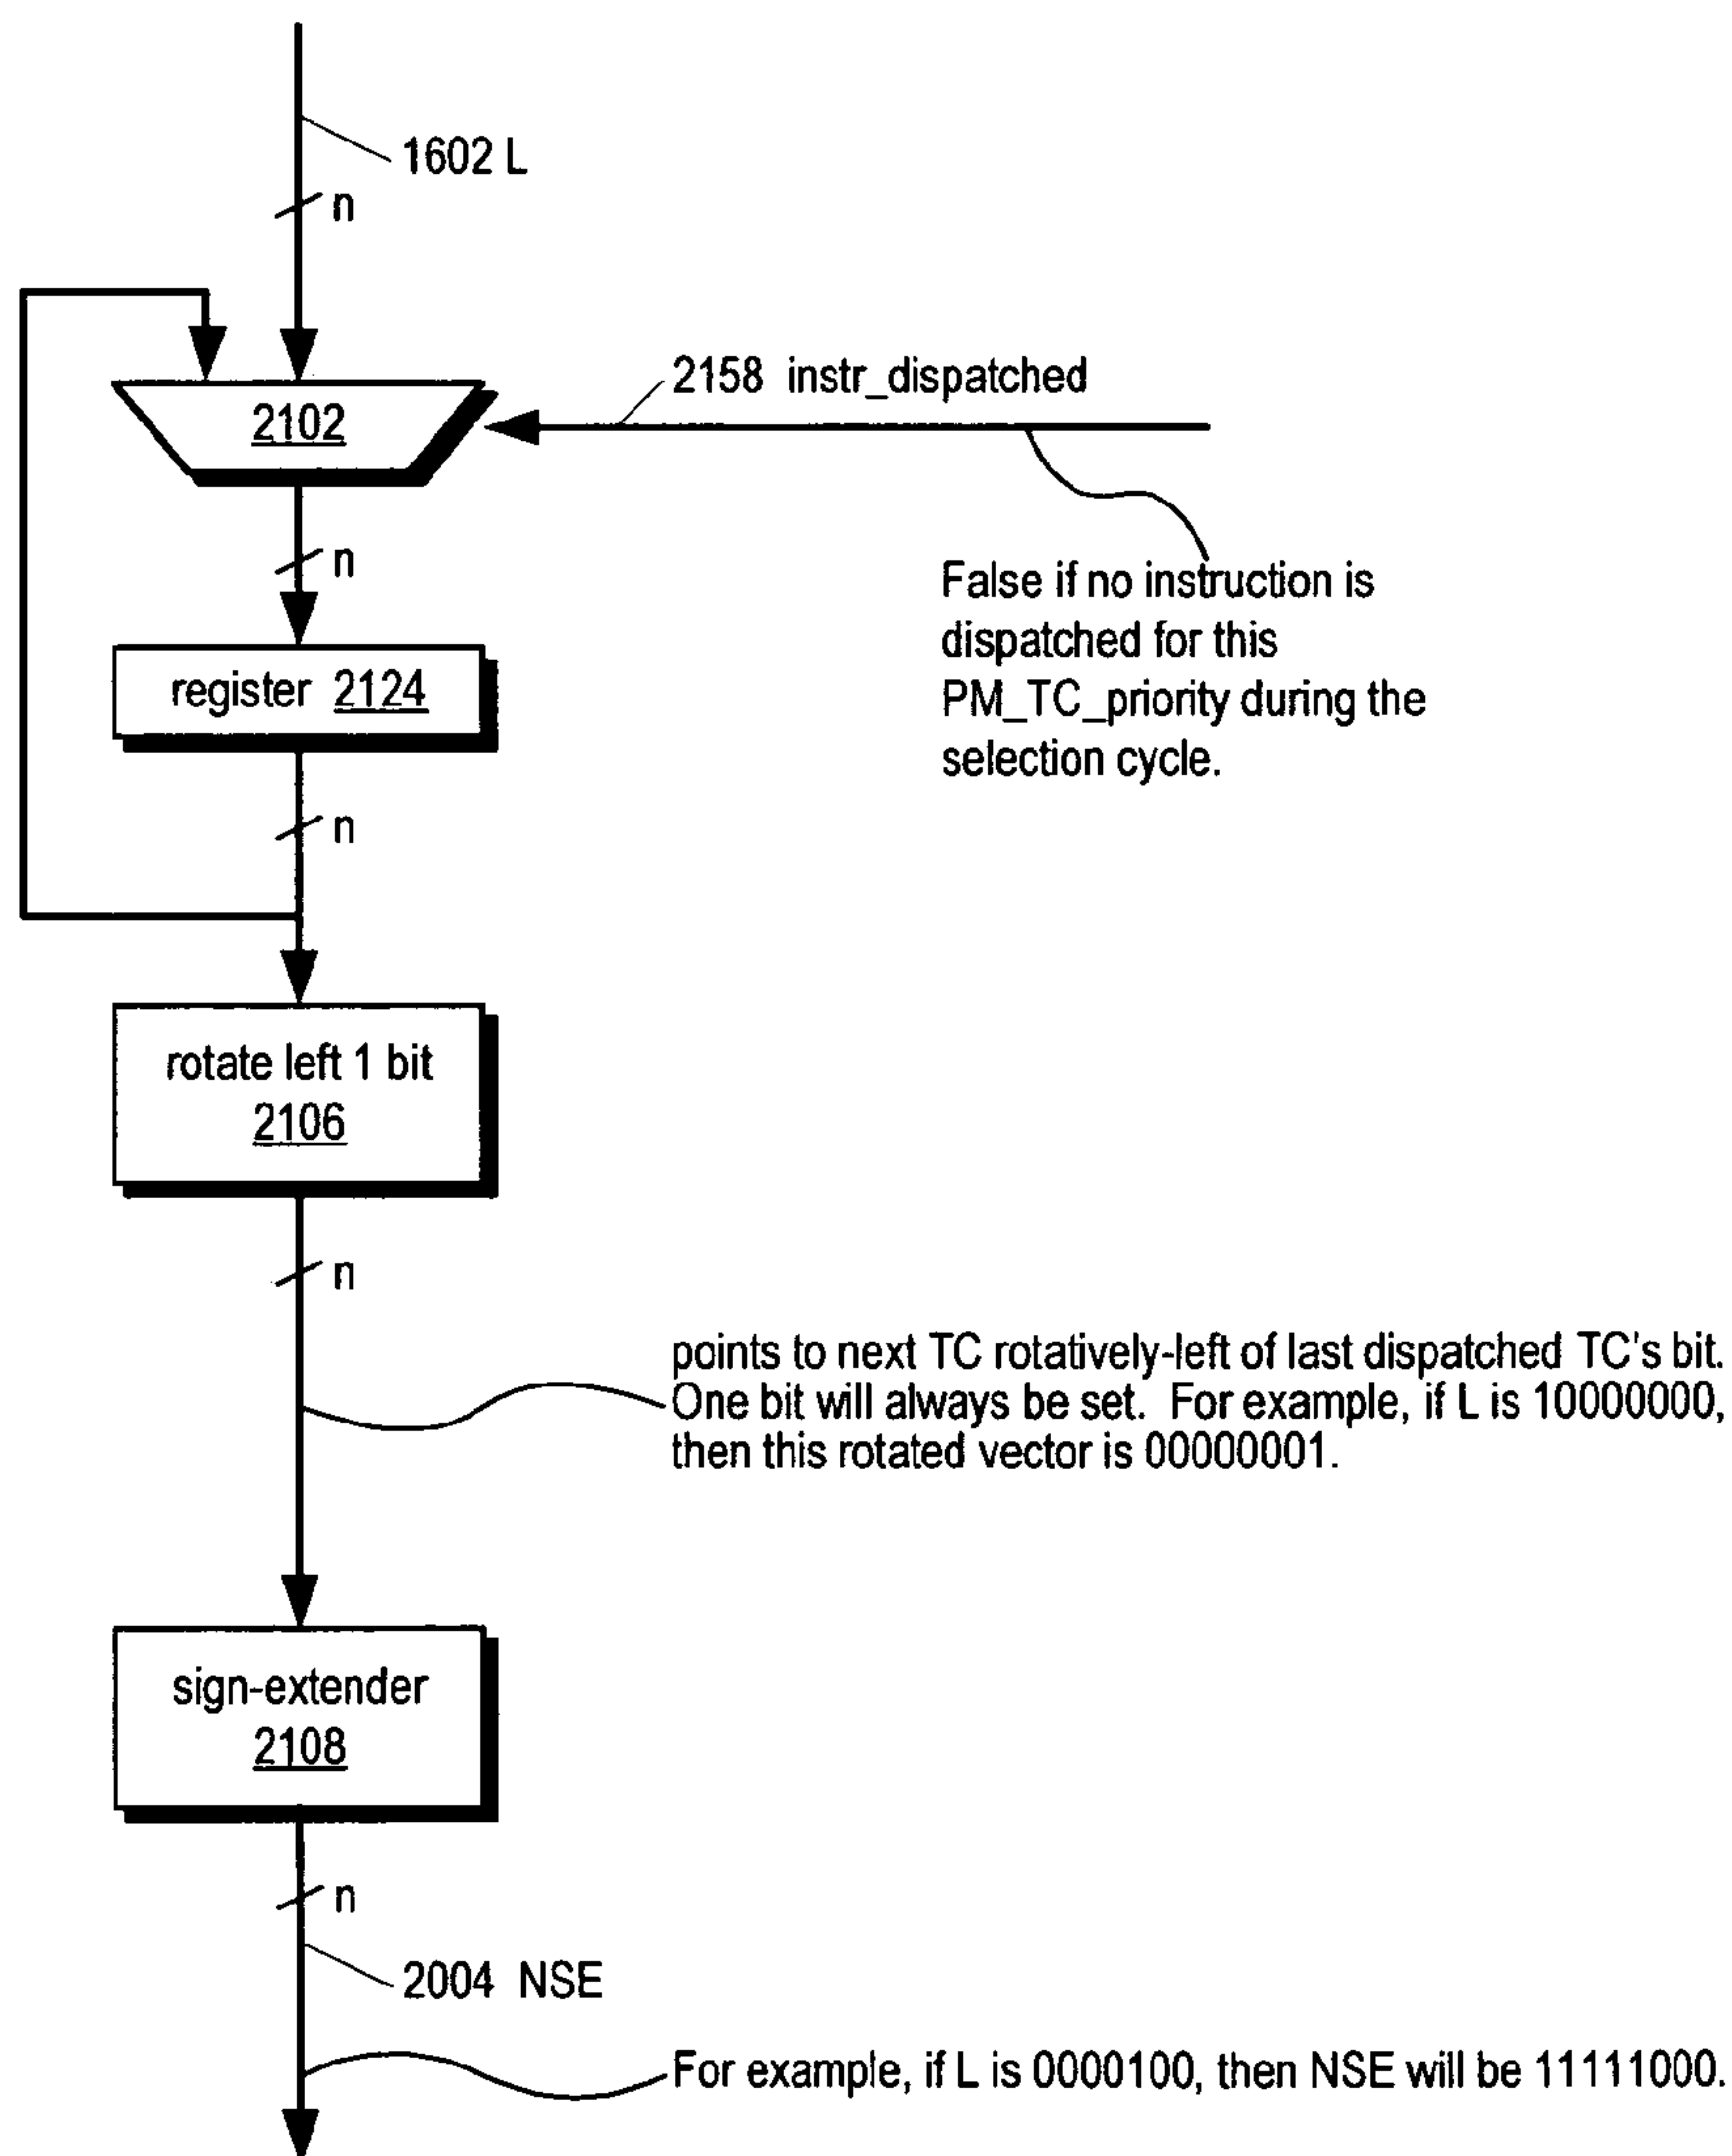 1602 L
n
2158 instr_dispatched
2102
n
False if no instruction is
dispatched for this
PM_TC_priority during the
selection cycle.
register 2124
n
rotate left 1 bit
2106
n
points to next TC rotatively-left of last dispatched TC's bit.
One bit will always be set. For example, if L is 10000000,
then this rotated vector is 00000001.
sign-extender
2108
n
2004 NSE
For example, if L is 0000100, then NSE will be 11111000.